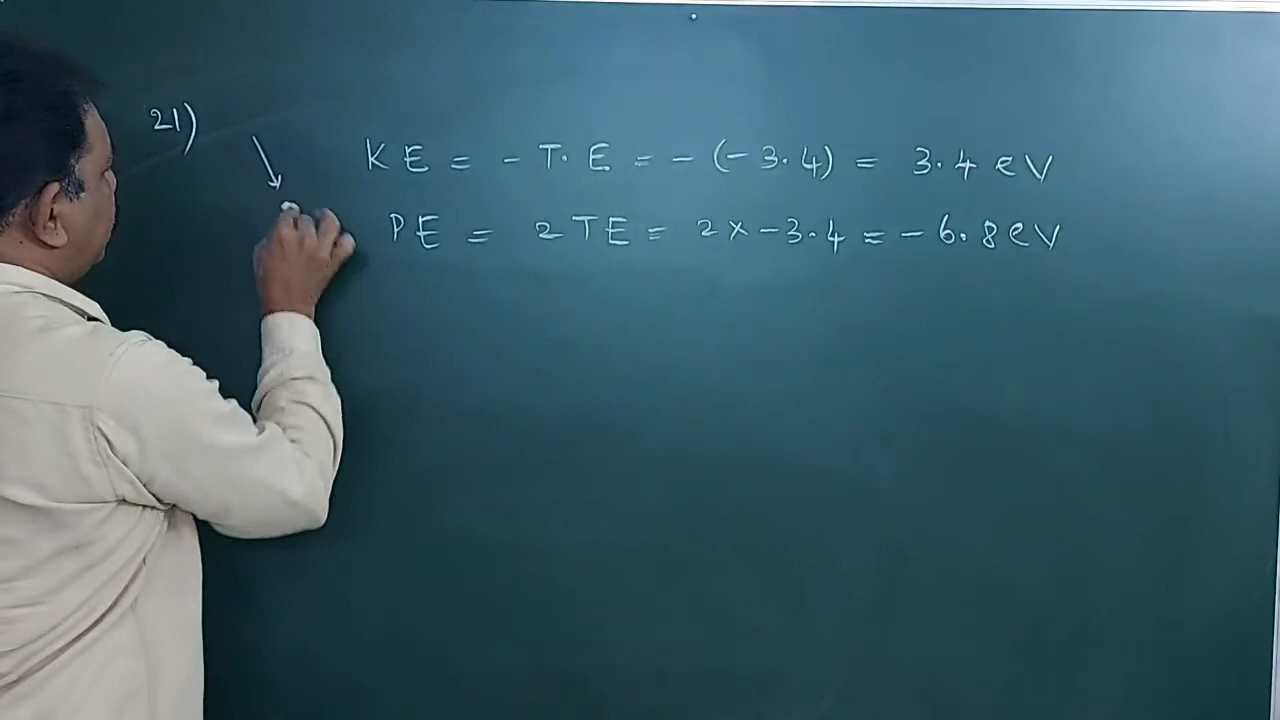 21)
KE = - T.E = - (-3.4) = 3.4 eV
PE = 2TE = 2x-3.4 = -6.8eV